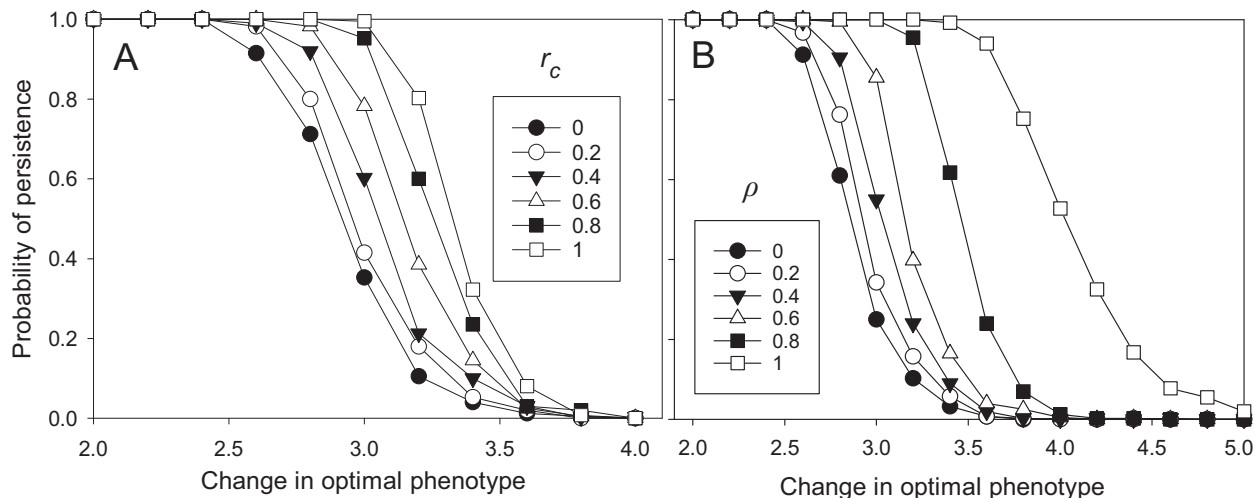 A
B
r_c
0
0.2
0.4
0.6
0.8
1
ρ
0
0.2
0.4
0.6
0.8
1
Probability of persistence
1.0
0.8
0.6
0.4
0.2
0.0
2.0 2.5 3.0 3.5 4.0
2.0 2.5 3.0 3.5 4.0 4.5 5.0
Change in optimal phenotype
Change in optimal phenotype